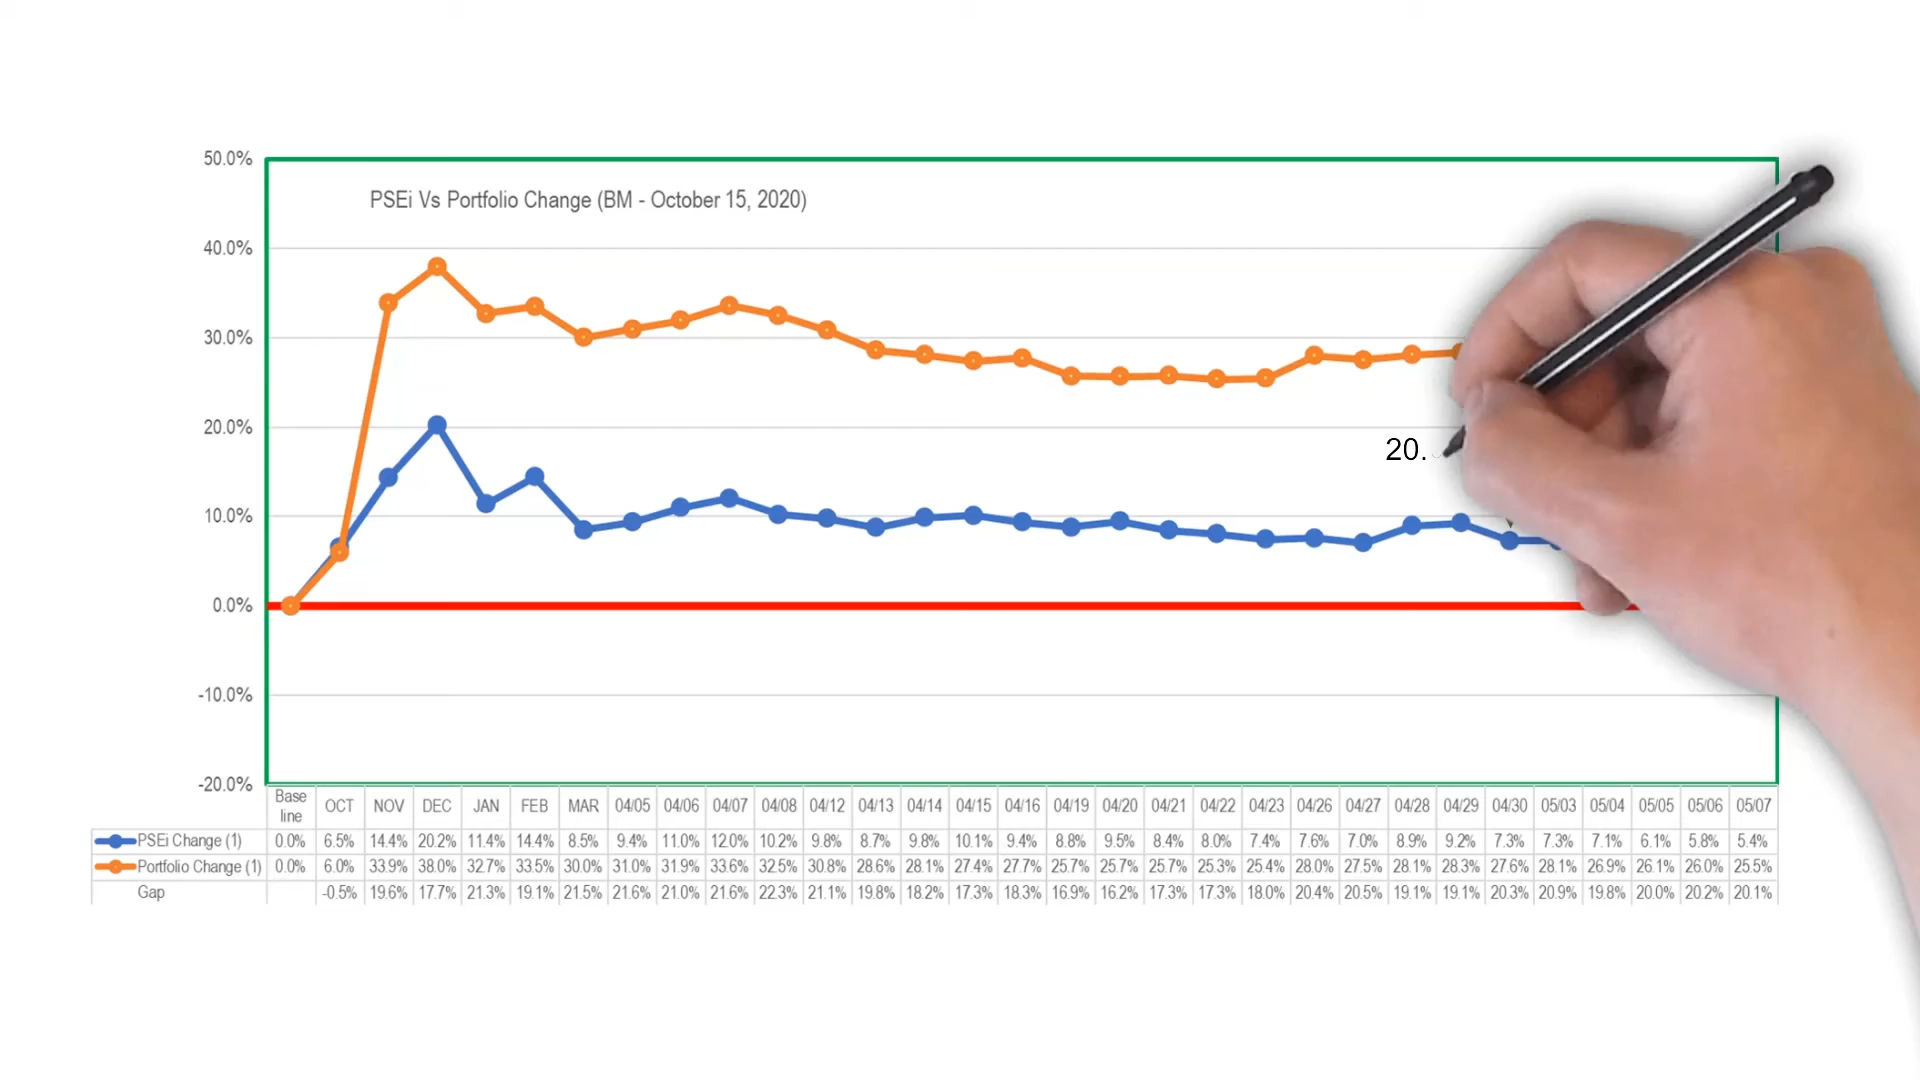 50.0%
PSEi Vs Portfolio Change (BM - October 15, 2020)
40.0%
30.0%
20.0%
20.
10.0%
0.0%
-10.0%
-20.0%
Base line OCT NOV DEC JAN FEB MAR 04/05 04/06 04/07 04/08 04/12 04/13 04/14 04/15 04/16 04/19 04/20 04/21 04/22 04/23 04/26 04/27 04/28 04/29 04/30 05/03 05/04 05/05 05/06 05/07
PSEi Change (1) 0.0% 6.5% 14.4% 20.2% 11.4% 14.4% 8.5% 9.4% 11.0% 12.0% 10.2% 9.8% 8.7% 9.8% 10.1% 9.4% 8.8% 9.5% 8.4% 8.0% 7.4% 7.6% 7.0% 8.9% 9.2% 7.3% 7.3% 7.1% 6.1% 5.8% 5.4%
Portfolio Change (1) 0.0% 6.0% 33.9% 38.0% 32.7% 33.5% 30.0% 31.0% 31.9% 33.6% 32.5% 30.8% 28.6% 28.1% 27.4% 27.7% 25.7% 25.7% 25.7% 25.3% 25.4% 28.0% 27.5% 28.1% 28.3% 27.6% 28.1% 26.9% 26.1% 26.0% 25.5%
Gap -0.5% 19.6% 17.7% 21.3% 19.1% 21.5% 21.6% 21.0% 21.6% 22.3% 21.1% 19.8% 18.2% 17.3% 18.3% 16.9% 16.2% 17.3% 17.3% 18.0% 20.4% 20.5% 19.1% 19.1% 20.3% 20.9% 19.8% 20.0% 20.2% 20.1%